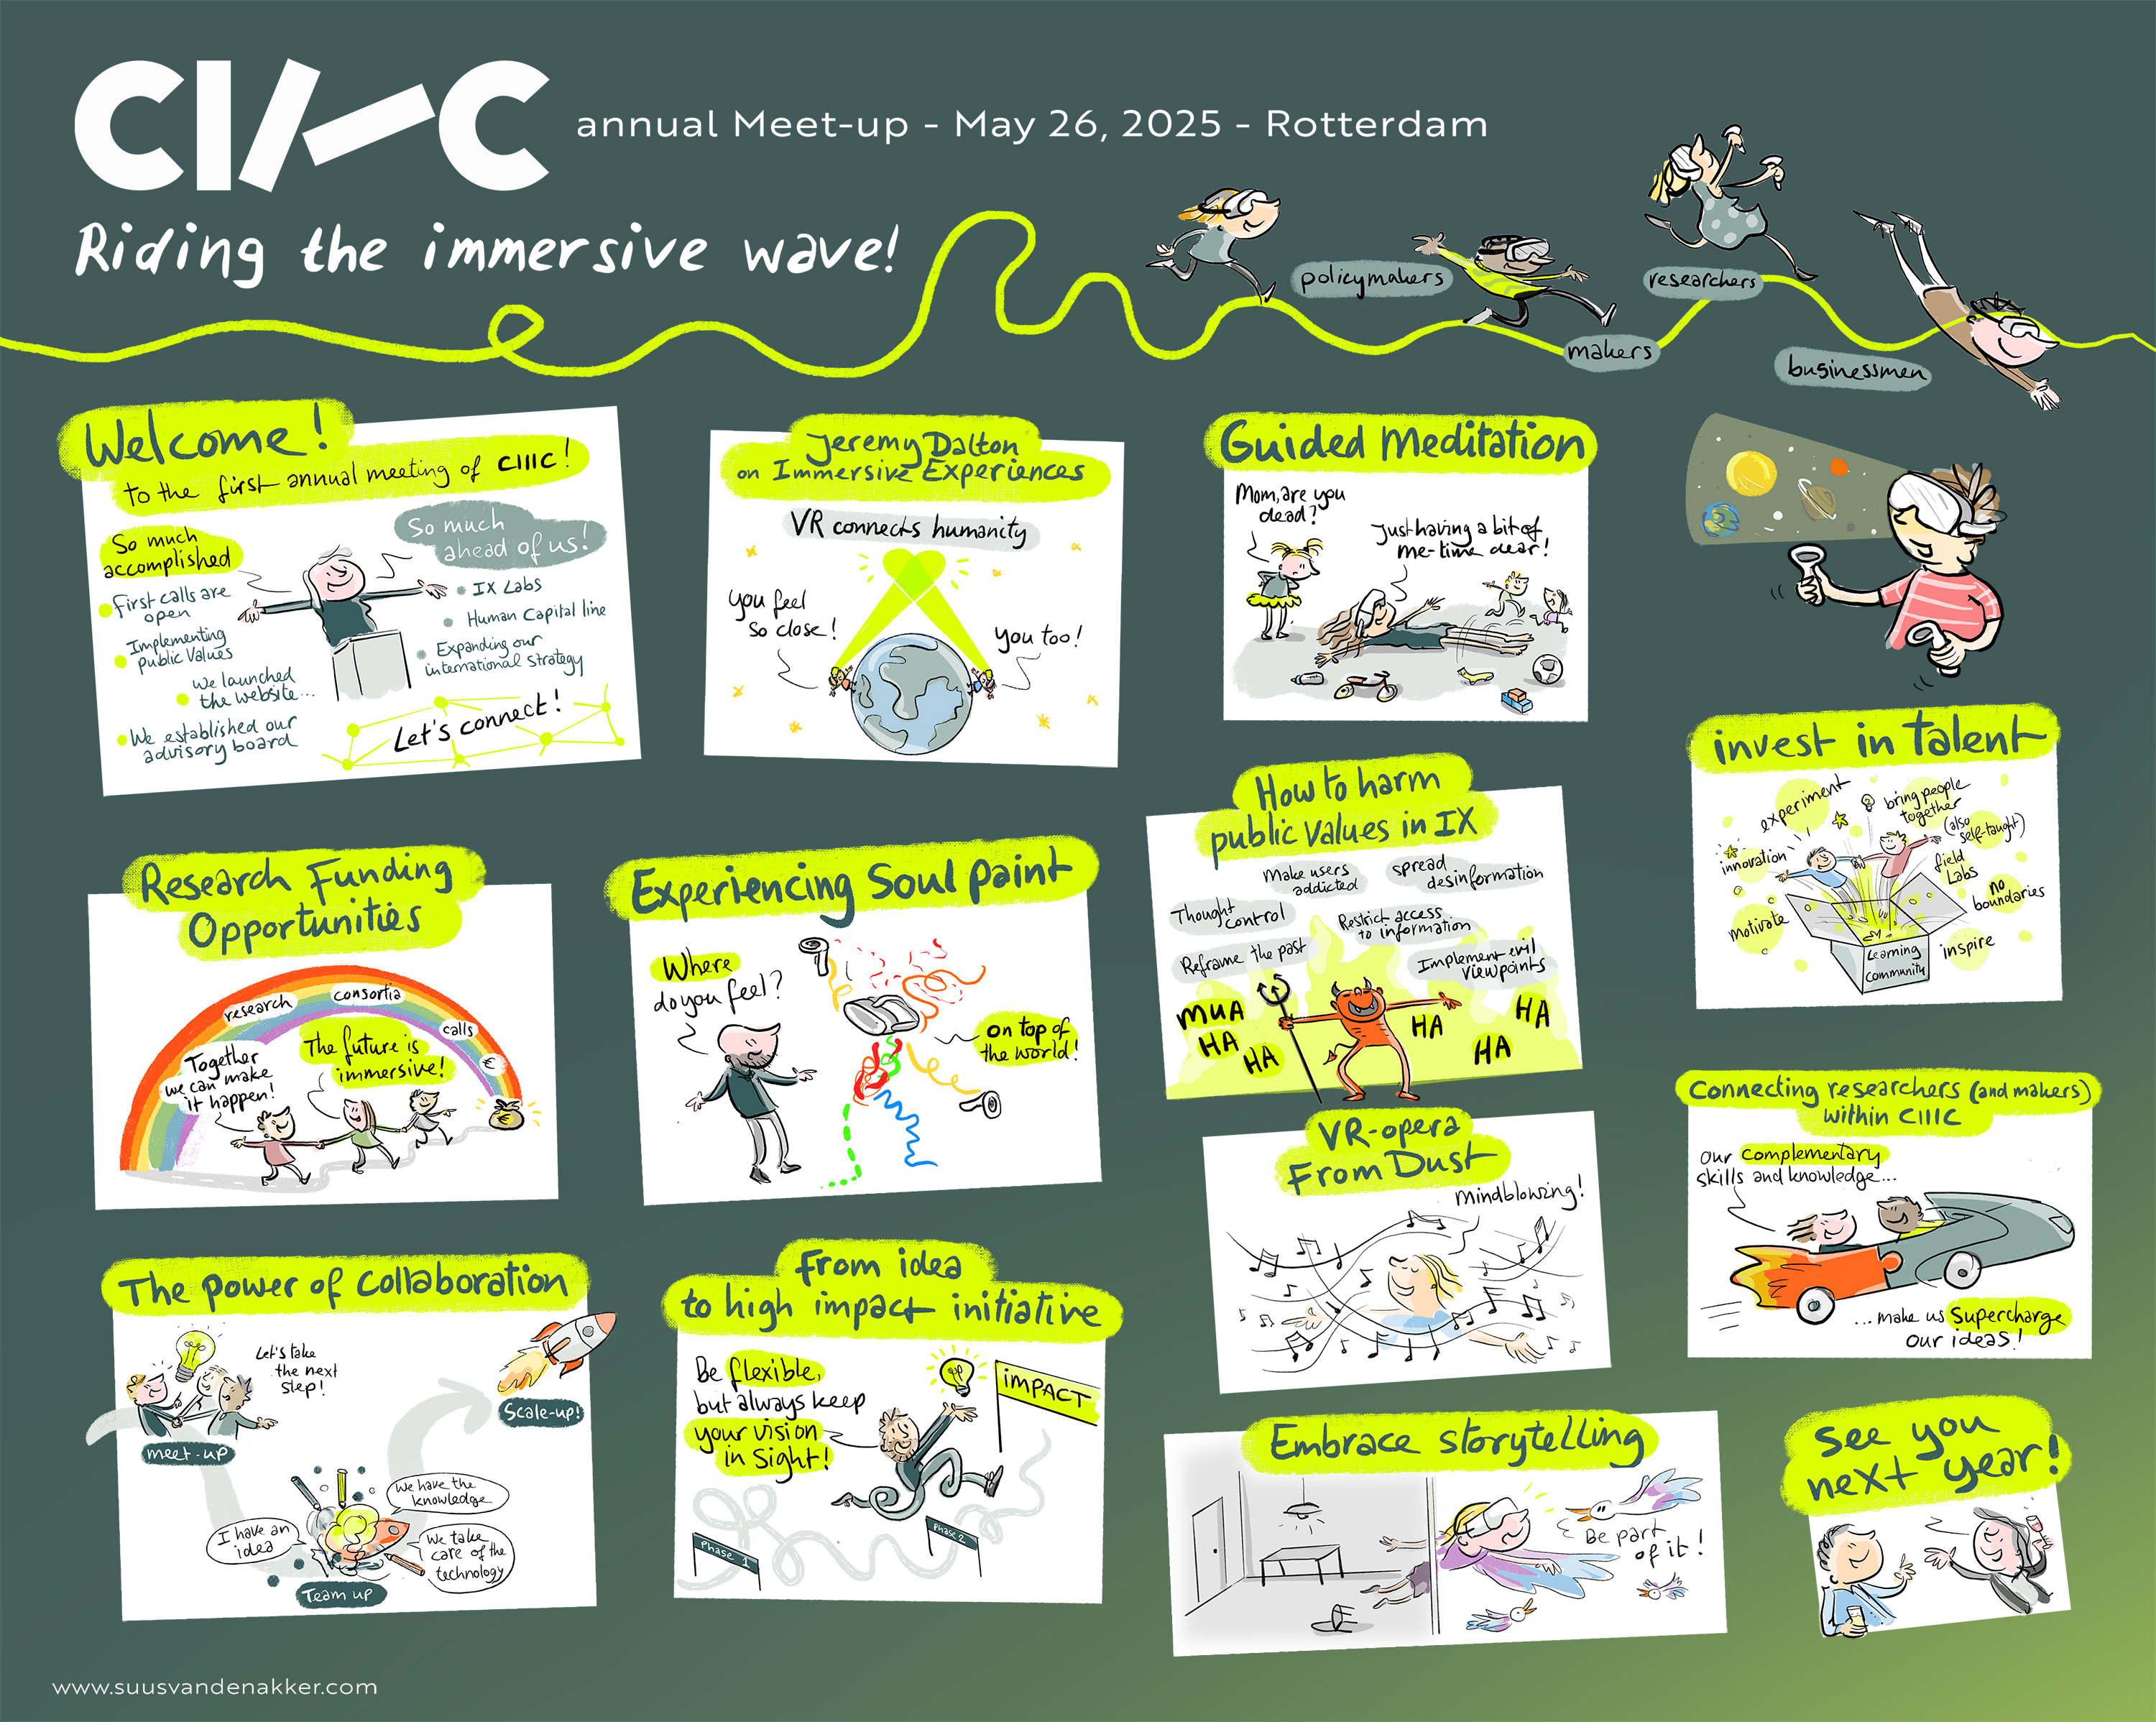 CIIIC annual Meet-up - May 26, 2025 - Rotterdam
Riding the immersive wave!
policymakers
makers
researchers
businessmen
Welcome!
to the first annual meeting of CIIIC!
So much
accomplished
First calls are
open
Implementing
public values
we launched
the website...
We established our
advisory board
So much
ahead of us!
IX Labs
Human Capital line
Expanding our
international strategy
Let's connect!
Jeremy Dalton
on Immersive Experiences
VR connects humanity
you feel
so close!
you too!
Guided Meditation
Mom, are you
dead?
Just having a bit of
me-time dear!
invest in talent
experiment
bring people
together
(also
self-taught)
innovation
field
Labs
no
boundaries
motivate
inspire
Learning
community
Research Funding
Opportunities
research
consortia
calls
€
Together
we can make
it happen!
The future is
immersive!
Experiencing Soul Paint
Where
do you feel?
on top of
the world!
How to harm
public values in IX
Make users
addicted
spread
desinformation
Thought
control
Restrict access
to information
Reframe the past
Implement evil
viewpoints
MUA
HA
HA
HA
HA
HA
VR-opera
From Dust
mindblowing!
Connecting researchers (and makers)
within CIIIC
our complementary
skills and knowledge...
...make us Supercharge
our ideas!
The power of collaboration
Let's take
the next
step!
meet-up
Scale-up!
I have an
idea
We have the
knowledge
We take
care of the
technology
Team up
From idea
to high impact initiative
Be flexible,
but always keep
your vision
in sight!
IMPACT
Phase 1
Phase 2
Embrace storytelling
Be part
of it!
See you
next year!
www.suusvandenakker.com